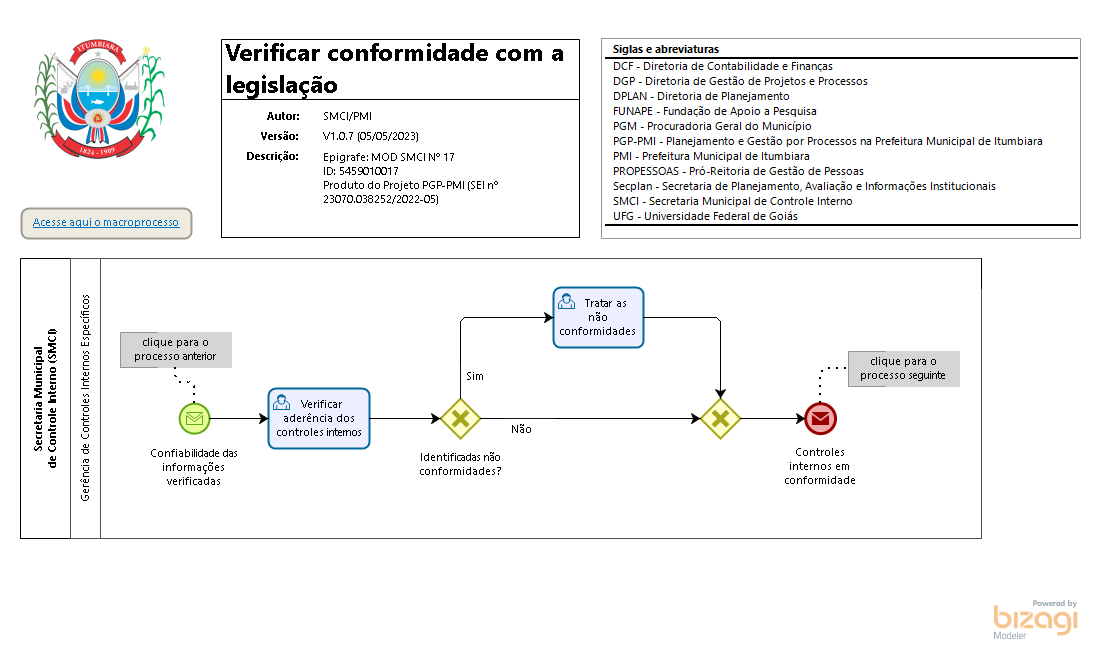 ITUMBIARA
1824 - 1909
Acesse aqui o macroprocesso
Verificar conformidade com a
legislação
Autor: SMCI/PMI
Versão: V1.0.7 (05/05/2023)
Descrição: Epigrafe: MOD SMCI Nº 17
ID: 5459010017
Produto do Projeto PGP-PMI (SEI nº
23070.038252/2022-05)
Siglas e abreviaturas
DCF - Diretoria de Contabilidade e Finanças
DGP - Diretoria de Gestão de Projetos e Processos
DPLAN - Diretoria de Planejamento
FUNAPE - Fundação de Apoio a Pesquisa
PGM - Procuradoria Geral do Município
PGP-PMI - Planejamento e Gestão por Processos na Prefeitura Municipal de Itumbiara
PMI - Prefeitura Municipal de Itumbiara
PROPESSOAS - Pró-Reitoria de Gestão de Pessoas
Secplan - Secretaria de Planejamento, Avaliação e Informações Institucionais
SMCI - Secretaria Municipal de Controle Interno
UFG - Universidade Federal de Goiás
Secretaria Municipal
de Controle Interno (SMCI)
Gerência de Controles Internos Específicos
clique para o
processo anterior
Confiabilidade das
informações
verificadas
Verificar
aderência dos
controles internos
Identificadas não
conformidades?
Sim
Não
Tratar as
não
conformidades
clique para o
processo seguinte
Controles
internos em
conformidade
Powered by
bizagi
Modeler